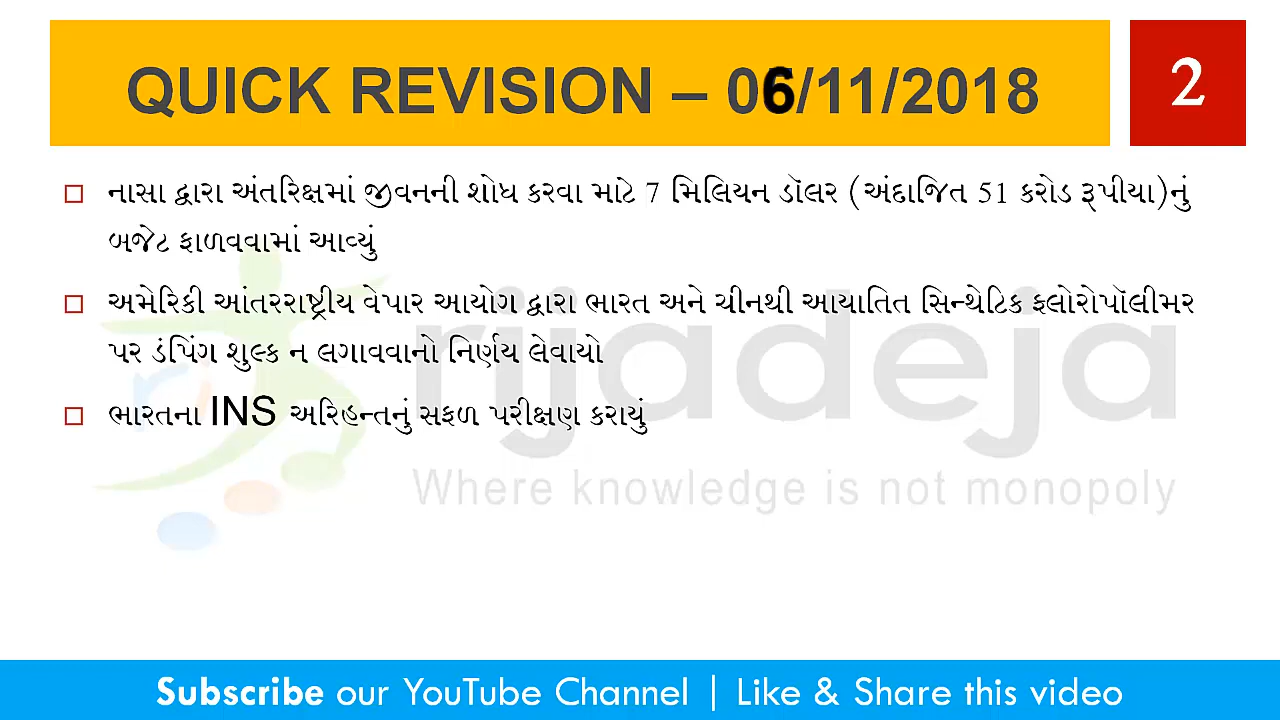 QUICK REVISION – 06/11/2018
2
નાસા દ્વારા અંતરિક્ષમાં જીવનની શોધ કરવા માટે 7 મિલિયન ડૉલર (અંદાજિત 51 કરોડ રૂપીયા)નું
બજેટ ફાળવવામાં આવ્યું
અમેરિકી આંતરરાષ્ટ્રીય વેપાર આયોગ દ્વારા ભારત અને ચીનથી આયાતિત સિન્થેટિક ફ્લોરોપૉલીમર
પર ડંપિંગ શુલ્ક ન લગાવવાનો નિર્ણય લેવાયો
ભારતના INS અરિહન્તનું સફળ પરીક્ષણ કરાયું
rj
rijadeja
Where knowledge is not monopoly
Subscribe our YouTube Channel | Like & Share this video